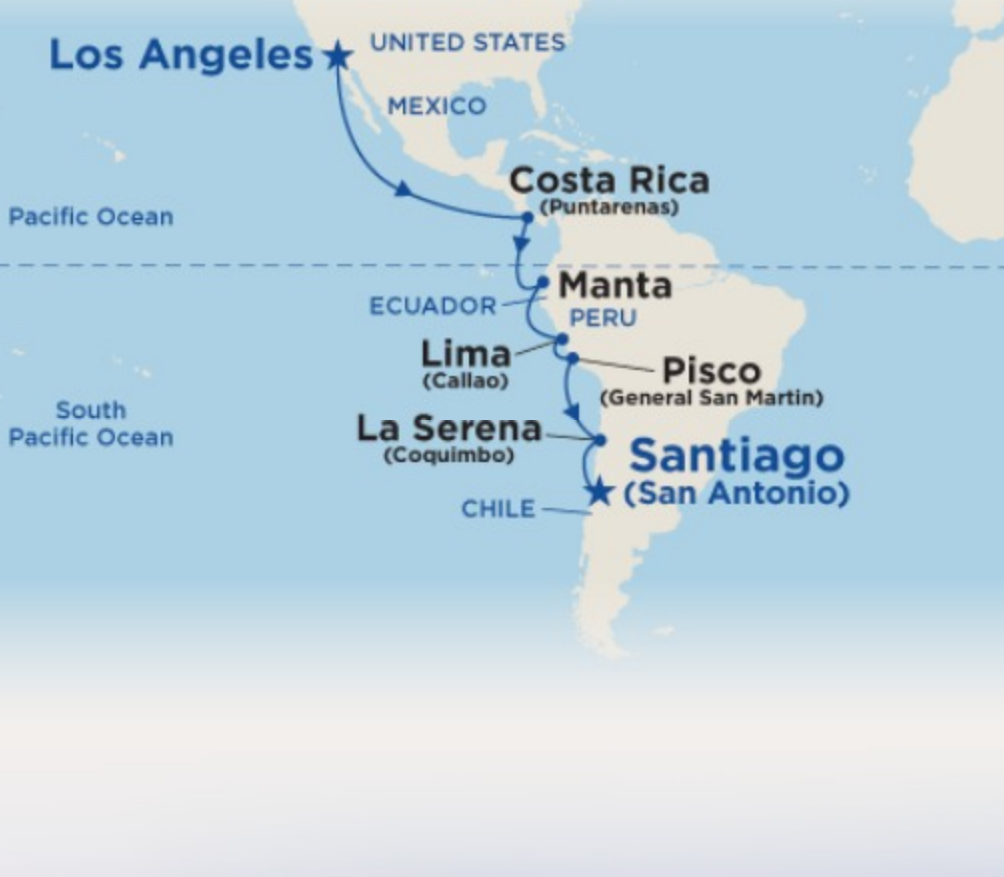 Los Angeles
UNITED STATES
MEXICO
Costa Rica
(Puntarenas)
Pacific Ocean
Manta
ECUADOR
PERU
Lima
(Callao)
Pisco
(General San Martin)
South
Pacific Ocean
La Serena
(Coquimbo)
Santiago
(San Antonio)
CHILE